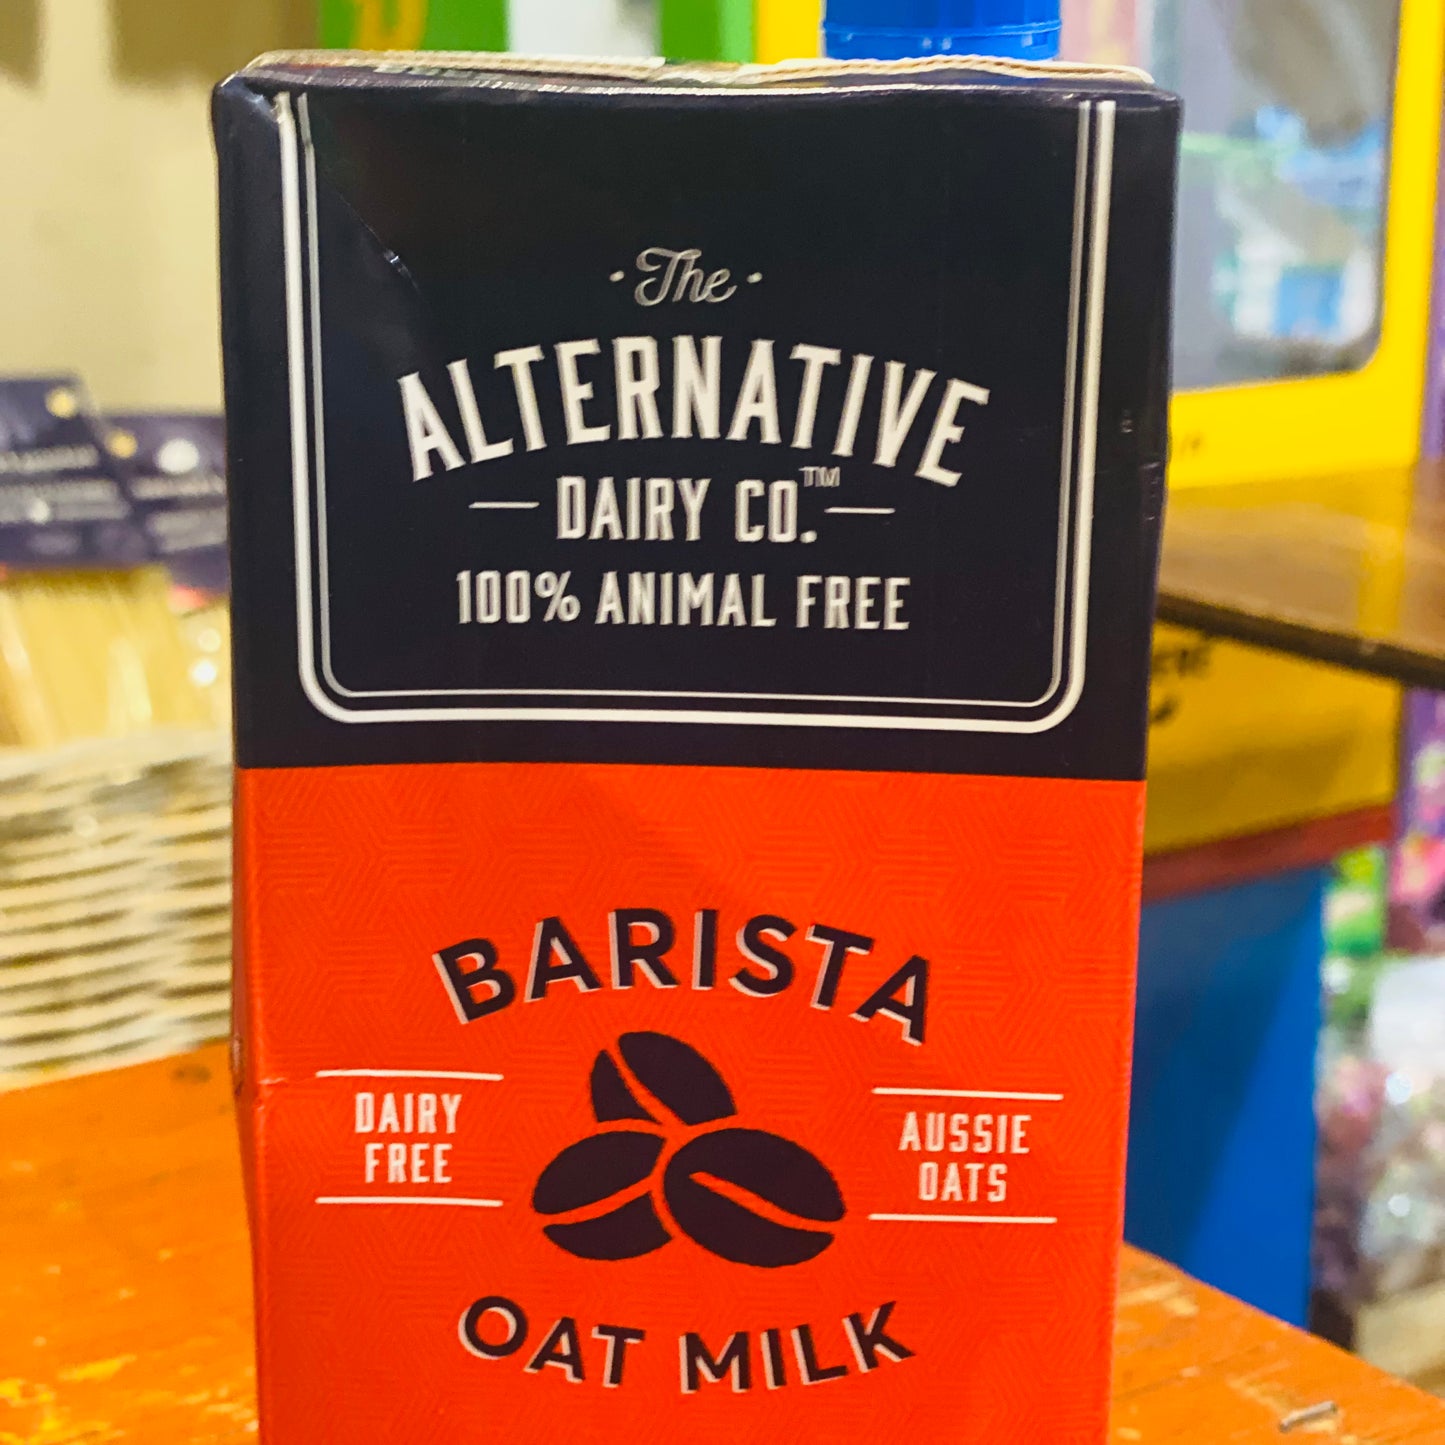 The
ALTERNATIVE
DAIRY CO.™
100% ANIMAL FREE
BARISTA
DAIRY
FREE
AUSSIE
OATS
OAT MILK